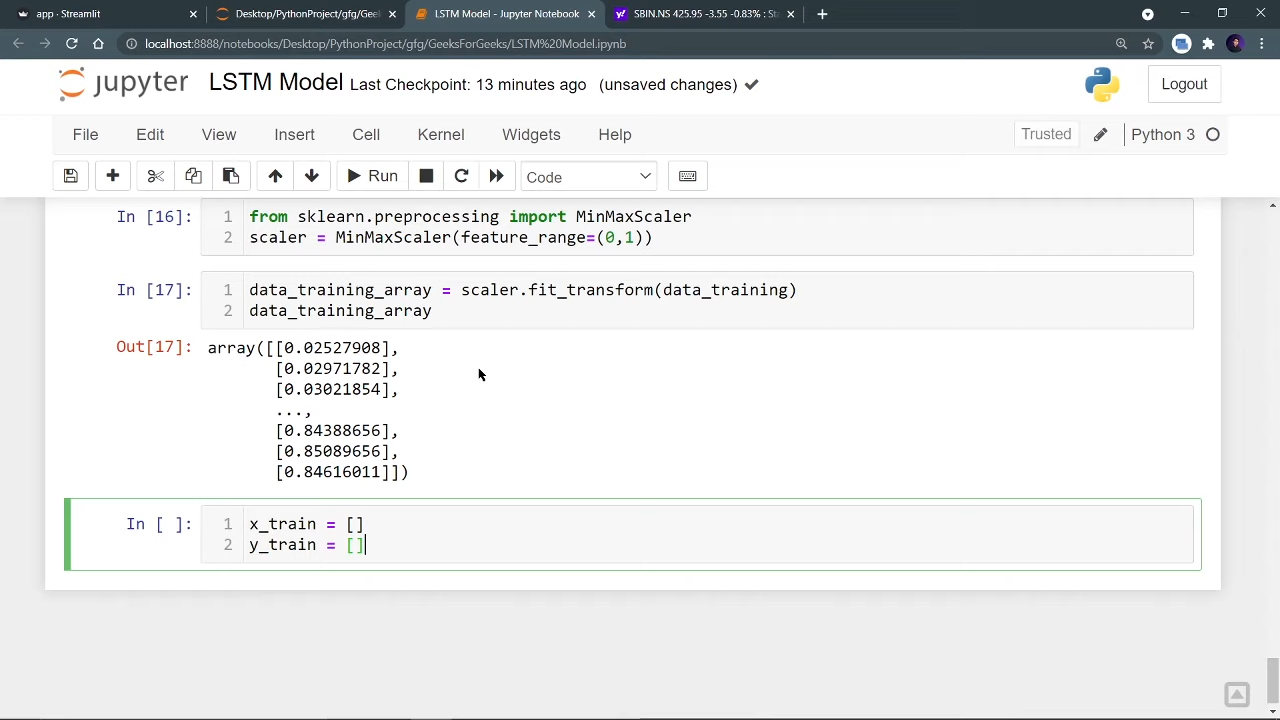 app · Streamlit
Desktop/PythonProject/gfg/Gee
LSTM Model - Jupyter Notebook
SBIN.NS 425.95 -3.55 -0.83% : St
localhost:8888/notebooks/Desktop/PythonProject/gfg/GeeksForGeeks/LSTM%20Model.ipynb
jupyter LSTM Model Last Checkpoint: 13 minutes ago (unsaved changes) Logout
File Edit View Insert Cell Kernel Widgets Help Trusted Python 3
Run Code
In [16]: 1 from sklearn.preprocessing import MinMaxScaler
2 scaler = MinMaxScaler(feature_range=(0,1))
In [17]: 1 data_training_array = scaler.fit_transform(data_training)
2 data_training_array
Out[17]: array([[0.02527908],
[0.02971782],
[0.03021854],
...,
[0.84388656],
[0.85089656],
[0.84616011]])
In [ ]: 1 x_train = []
2 y_train = []